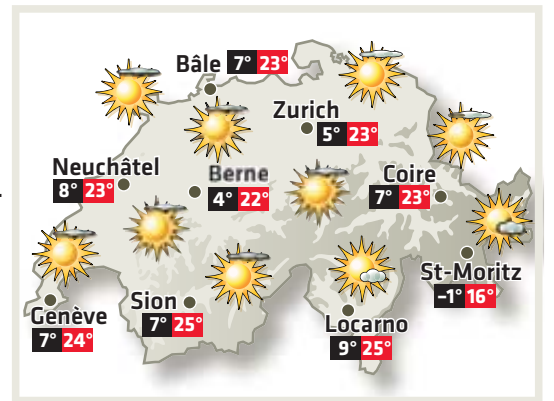 Bâle 7° 23°
Zurich
5° 23°
Neuchâtel
8° 23°
Berne
4° 22°
Coire
7° 23°
St-Moritz
–1° 16°
Sion
7° 25°
Genève
7° 24°
Locarno
9° 25°